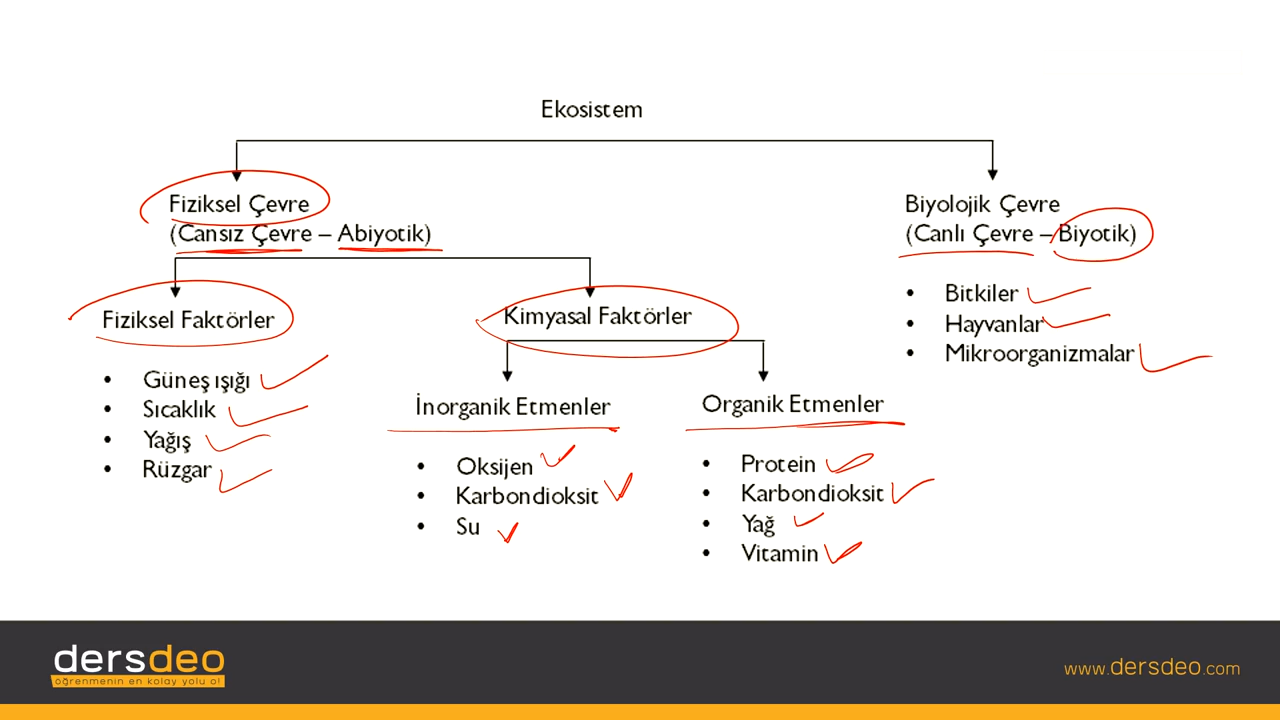 Ekosistem
Fiziksel Çevre
(Cansız Çevre – Abiyotik)
Biyolojik Çevre
(Canlı Çevre – Biyotik)
• Bitkiler
• Hayvanlar
• Mikroorganizmalar
Fiziksel Faktörler
• Güneş ışığı
• Sıcaklık
• Yağış
• Rüzgar
Kimyasal Faktörler
İnorganik Etmenler
• Oksijen
• Karbondioksit
• Su
Organik Etmenler
• Protein
• Karbondioksit
• Yağ
• Vitamin
dersdeo
öğrenmenin en kolay yolu o!
www.dersdeo.com